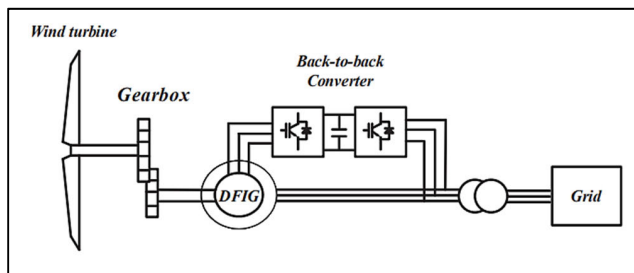 Wind turbine
Back-to-back
Converter
Gearbox
DFIG
Grid